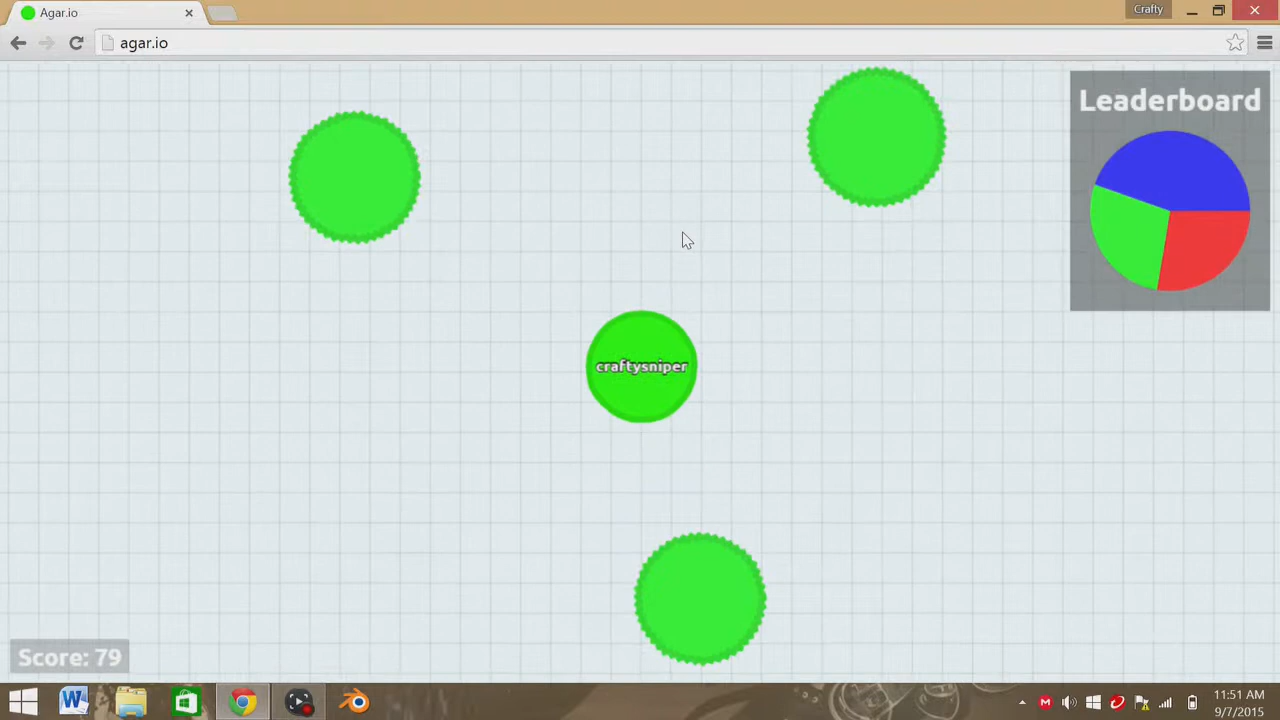 Agar.io
Crafty
agar.io
Leaderboard
craftysniper
Score: 79
11:51 AM
9/7/2015